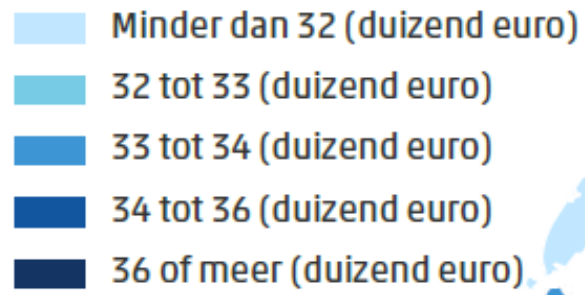 Minder dan 32 (duizend euro)
32 tot 33 (duizend euro)
33 tot 34 (duizend euro)
34 tot 36 (duizend euro)
36 of meer (duizend euro)